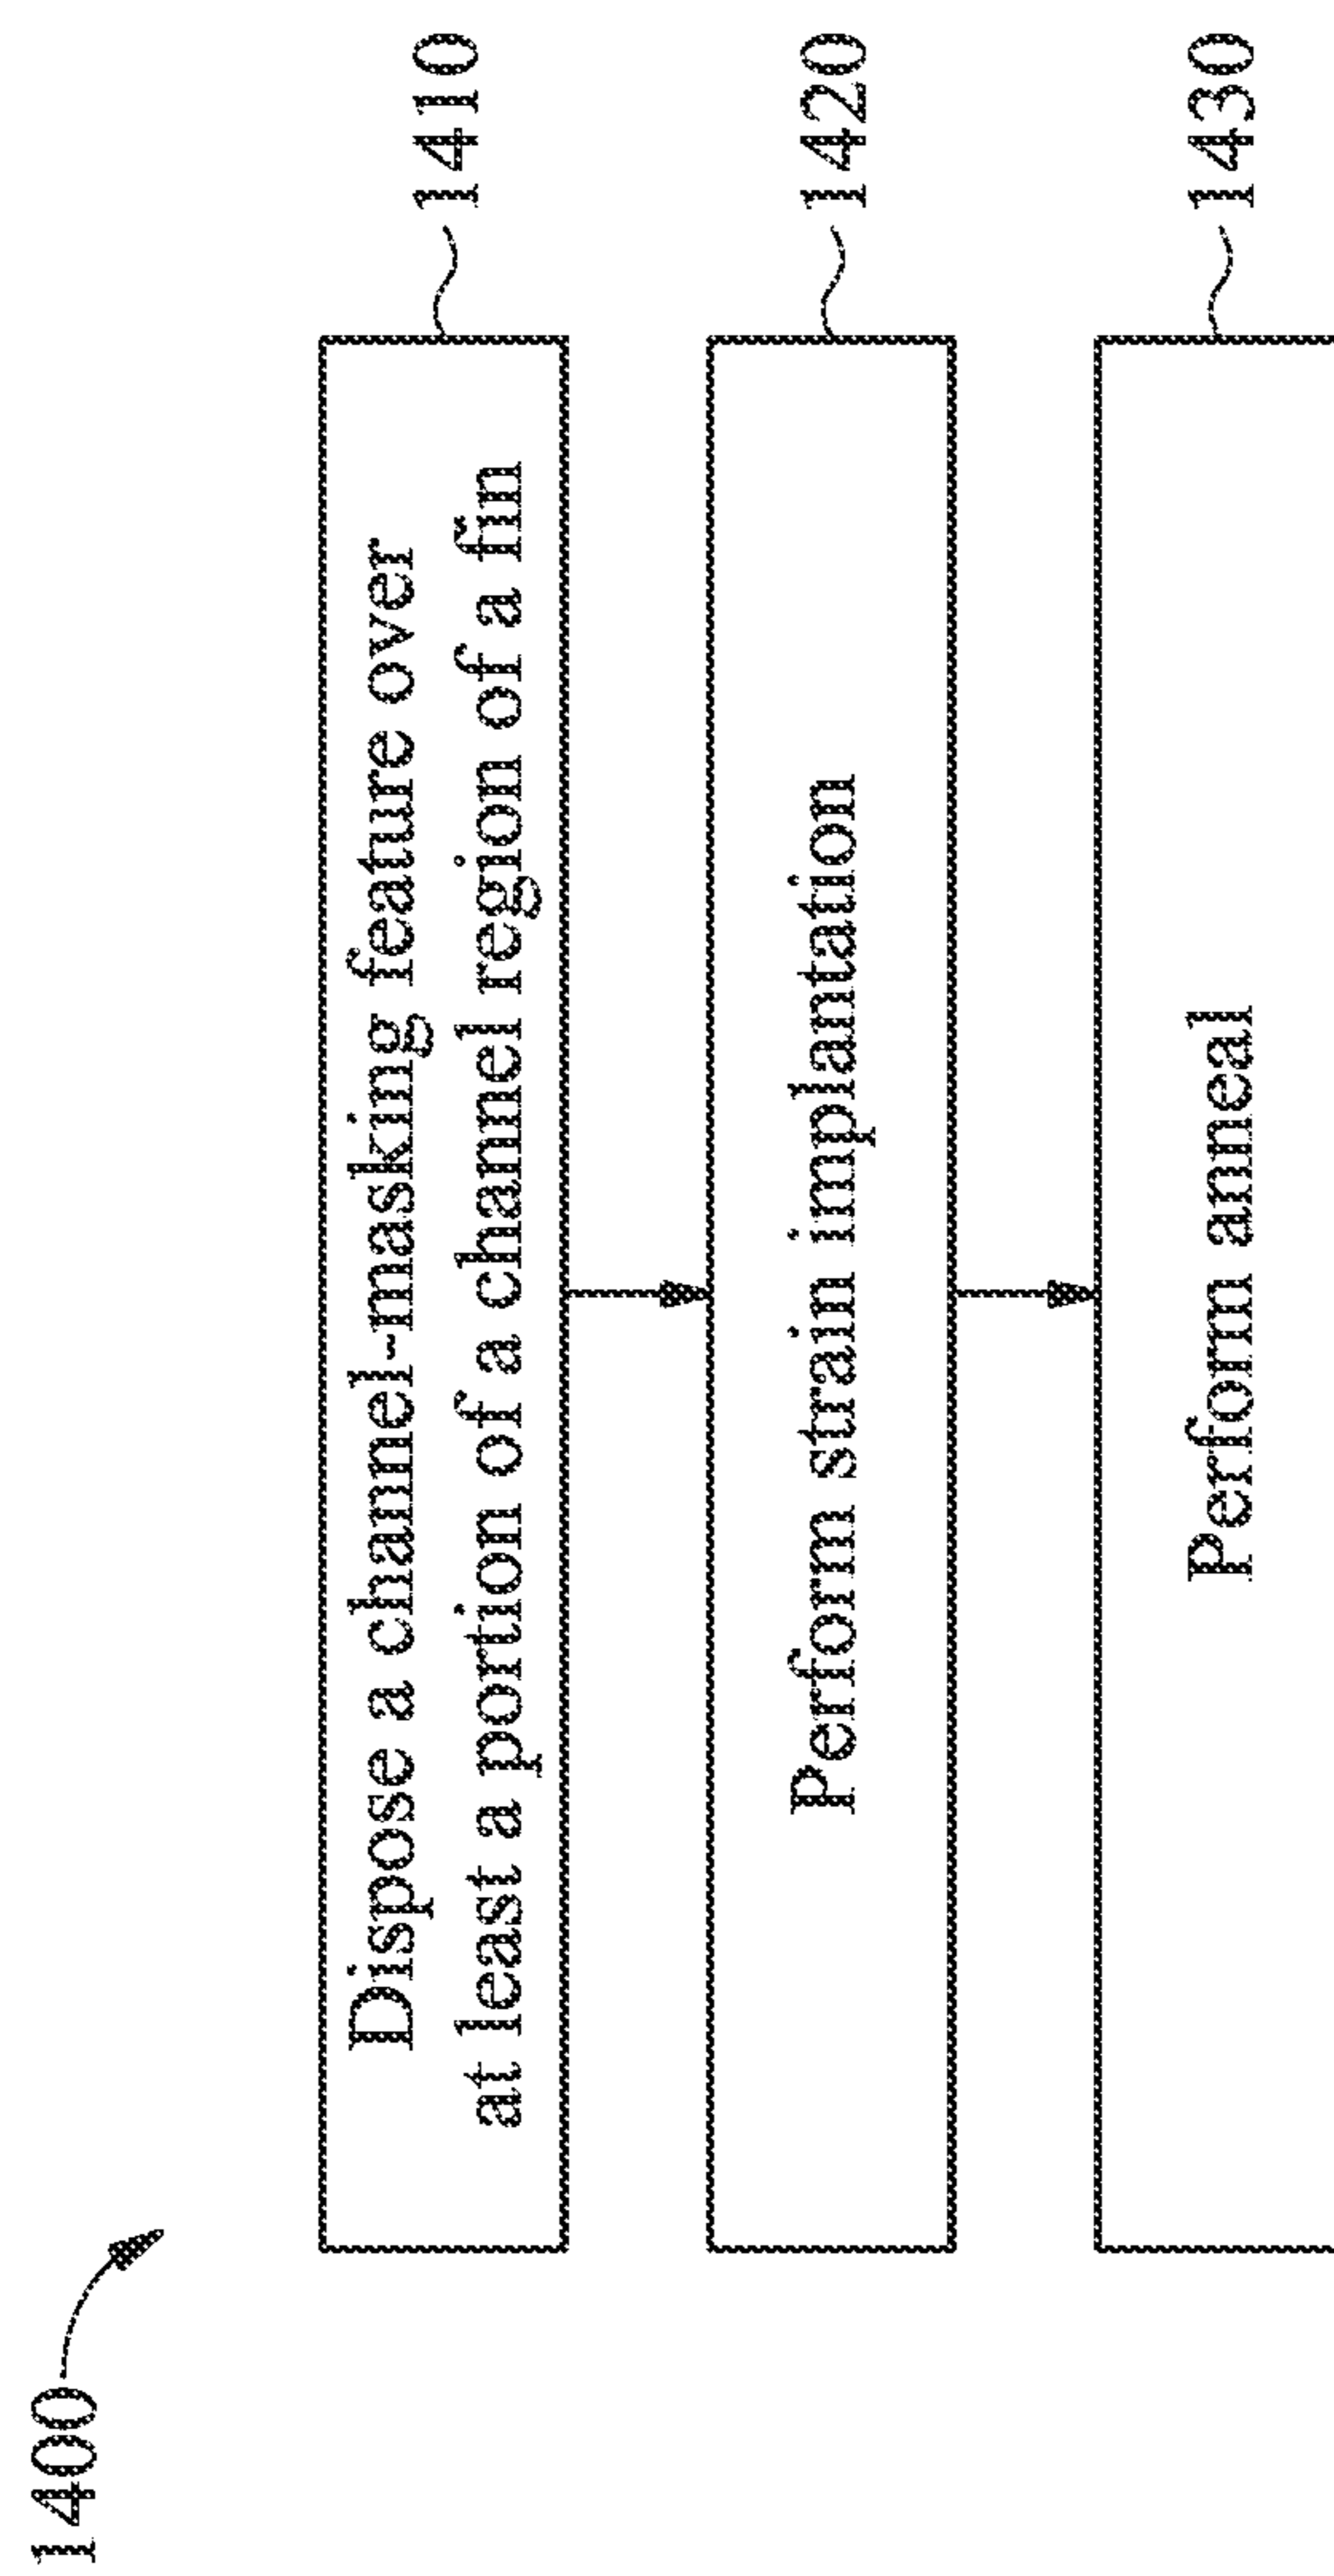 1400
Dispose a channel-masking feature over
at least a portion of a channel region of a fin
1410
Perform strain implantation
1420
Perform anneal
1430